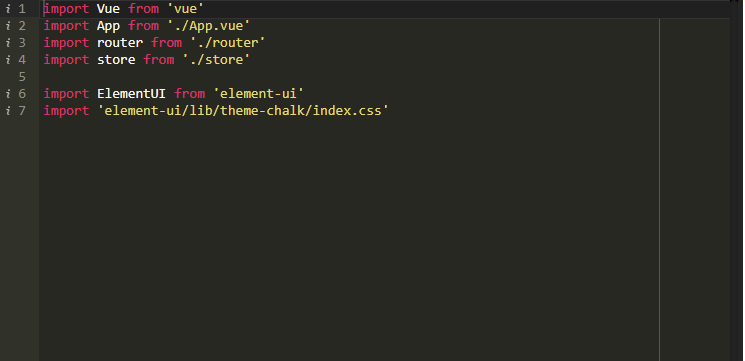 i 1 import Vue from 'vue'
i 2 import App from './App.vue'
i 3 import router from './router'
i 4 import store from './store'
5
i 6 import ElementUI from 'element-ui'
i 7 import 'element-ui/lib/theme-chalk/index.css'